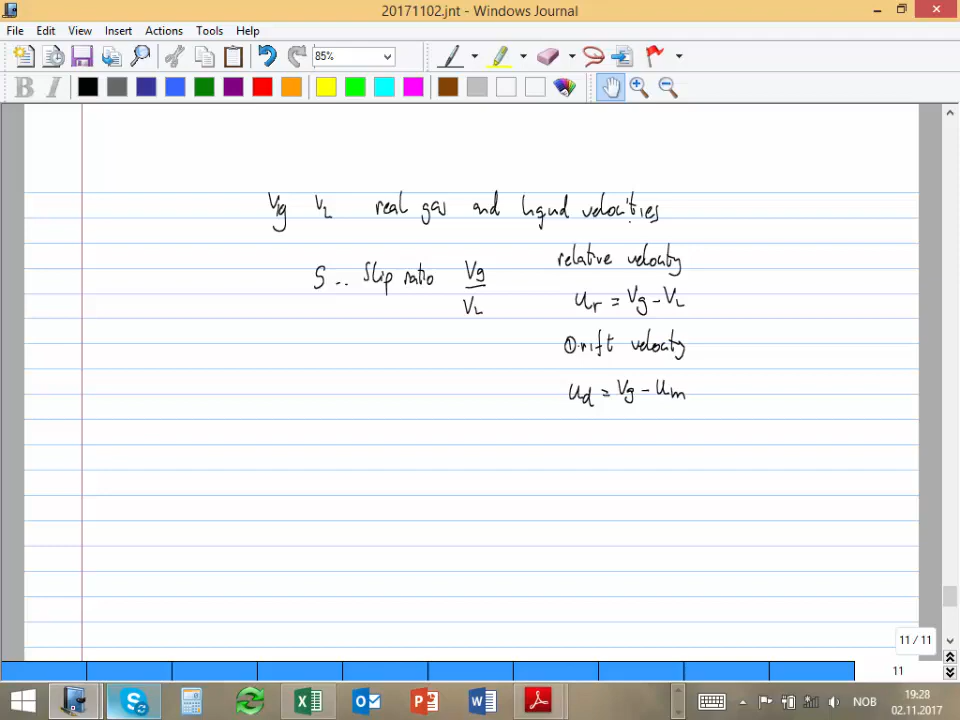 20171102.jnt - Windows Journal
File Edit View Insert Actions Tools Help
85%
B I
Vg VL real gas and liquid velocities
relative velocity
S .. Slip ratio Vg/VL
ur = Vg - VL
Drift velocity
ud = Vg - um
11 / 11
11
NOB
19:28
02.11.2017